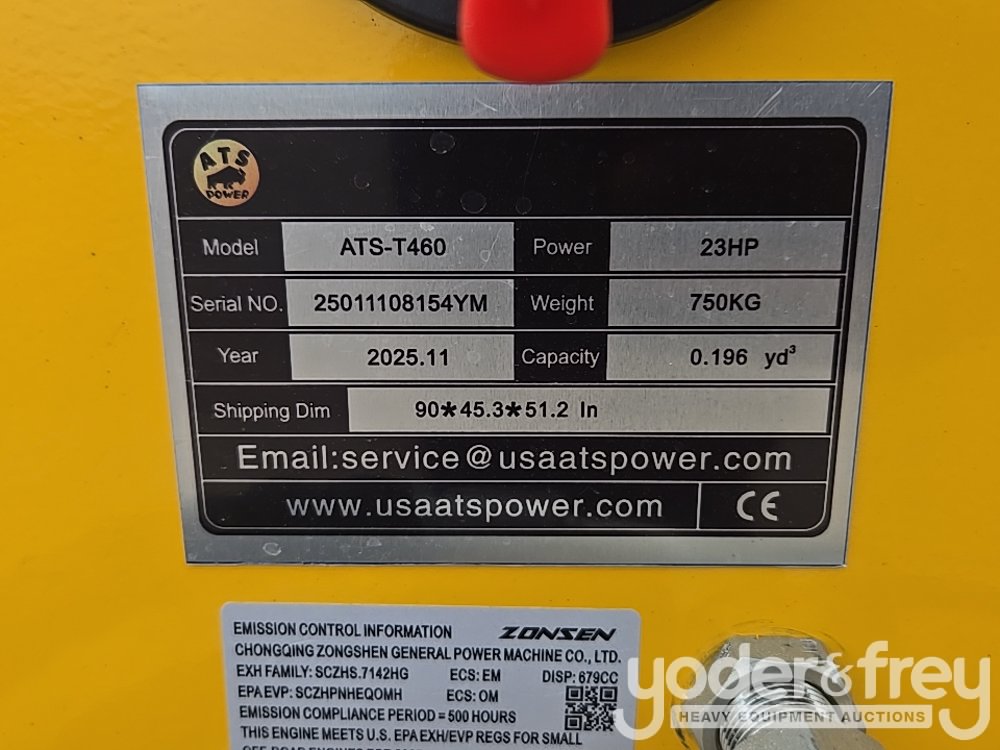 ATS
POWER
Model ATS-T460 Power 23HP
Serial NO. 25011108154YM Weight 750KG
Year 2025.11 Capacity 0.196 yd³
Shipping Dim 90*45.3*51.2 In
Email:service@usaatspower.com
www.usaatspower.com CE
EMISSION CONTROL INFORMATION ZONSEN
CHONGQING ZONGSHEN GENERAL POWER MACHINE CO., LTD.
EXH FAMILY: SCZHS.7142HG ECS: EM DISP: 679CC
EPA EVP: SCZHPNHEQOMH ECS: OM
EMISSION COMPLIANCE PERIOD = 500 HOURS
THIS ENGINE MEETS U.S. EPA EXH/EVP REGS FOR SMALL
yoder&frey
HEAVY EQUIPMENT AUCTIONS